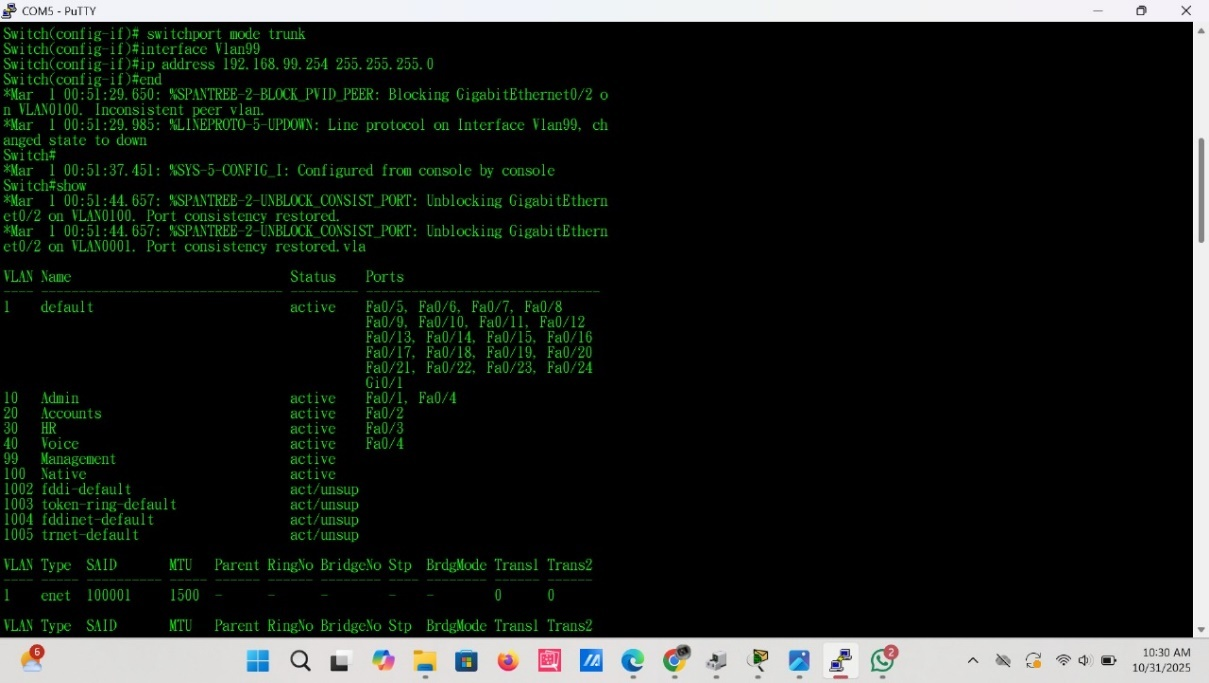 COM5 - PuTTY
Switch(config-if)# switchport mode trunk
Switch(config-if)#interface Vlan99
Switch(config-if)#ip address 192.168.99.254 255.255.255.0
Switch(config-if)#end
*Mar  1 00:51:29.650: %SPANTREE-2-BLOCK_PVID_PEER: Blocking GigabitEthernet0/2 o
n VLAN0100. Inconsistent peer vlan.
*Mar  1 00:51:29.985: %LINEPROTO-5-UPDOWN: Line protocol on Interface Vlan99, ch
anged state to down
Switch#
*Mar  1 00:51:37.451: %SYS-5-CONFIG_I: Configured from console by console
Switch#show
*Mar  1 00:51:44.657: %SPANTREE-2-UNBLOCK_CONSIST_PORT: Unblocking GigabitEthern
et0/2 on VLAN0100. Port consistency restored.
*Mar  1 00:51:44.657: %SPANTREE-2-UNBLOCK_CONSIST_PORT: Unblocking GigabitEthern
et0/2 on VLAN0001. Port consistency restored.vla
VLAN Name                             Status    Ports
---- -------------------------------- --------- -------------------------------
1    default                          active    Fa0/5, Fa0/6, Fa0/7, Fa0/8
                                                Fa0/9, Fa0/10, Fa0/11, Fa0/12
                                                Fa0/13, Fa0/14, Fa0/15, Fa0/16
                                                Fa0/17, Fa0/18, Fa0/19, Fa0/20
                                                Fa0/21, Fa0/22, Fa0/23, Fa0/24
                                                Gi0/1
10   Admin                            active    Fa0/1, Fa0/4
20   Accounts                         active    Fa0/2
30   HR                               active    Fa0/3
40   Voice                            active    Fa0/4
99   Management                       active
100  Native                           active
1002 fddi-default                     act/unsup
1003 token-ring-default               act/unsup
1004 fddinet-default                  act/unsup
1005 trnet-default                    act/unsup
VLAN Type  SAID       MTU   Parent RingNo BridgeNo Stp  BrdgMode Trans1 Trans2
---- ----- ---------- ----- ------ ------ -------- ---- -------- ------ ------
1    enet  100001     1500  -      -      -        -    -        0      0
VLAN Type  SAID       MTU   Parent RingNo BridgeNo Stp  BrdgMode Trans1 Trans2
6
2
10:30 AM
10/31/2025